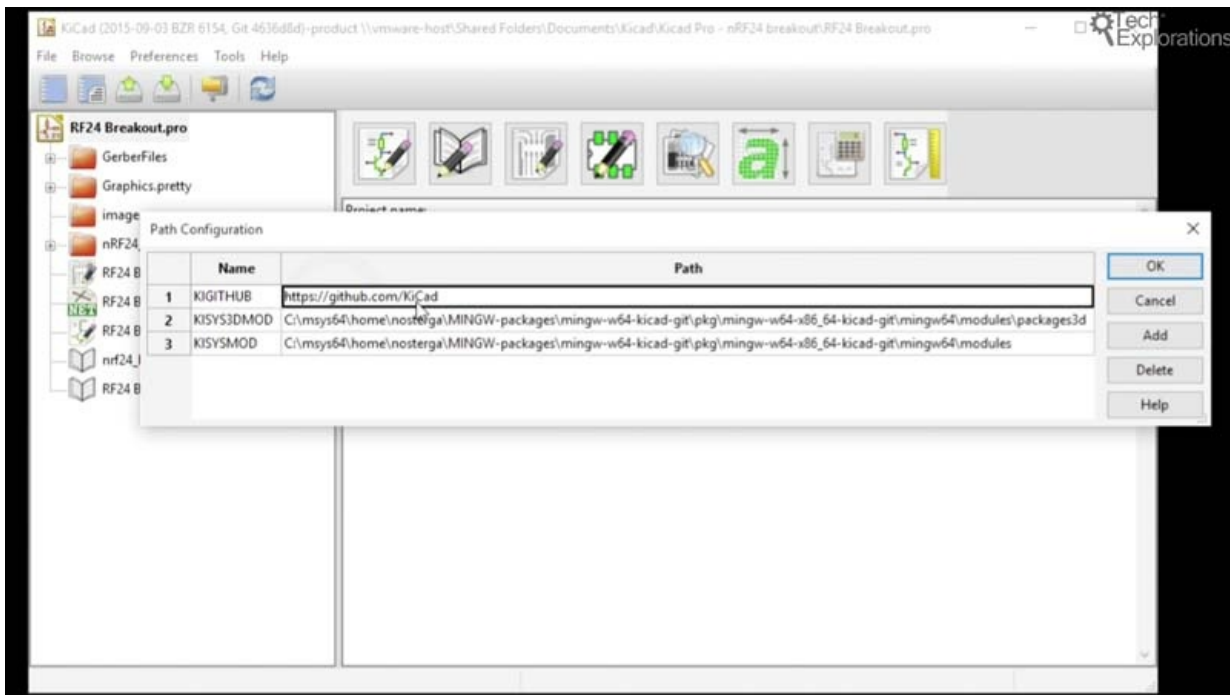 KiCad (2015-09-03 BZR 6154, Git 4636d8d)-product \\vmware-host\Shared Folders\Documents\Kicad\Kicad Pro - nRF24 breakout\RF24 Breakout.pro
Tech
Explorations
File Browse Preferences Tools Help
RF24 Breakout.pro
GerberFiles
Graphics.pretty
image
nRF24_
RF24 B
RF24 B
NET
RF24 B
nrf24_
RF24 B
Project name:
Path Configuration
Name Path
1 KIGITHUB https://github.com/KiCad
2 KISYS3DMOD C:\msys64\home\nosterga\MINGW-packages\mingw-w64-kicad-git\pkg\mingw-w64-x86_64-kicad-git\mingw64\modules\packages3d
3 KISYSMOD C:\msys64\home\nosterga\MINGW-packages\mingw-w64-kicad-git\pkg\mingw-w64-x86_64-kicad-git\mingw64\modules
OK
Cancel
Add
Delete
Help